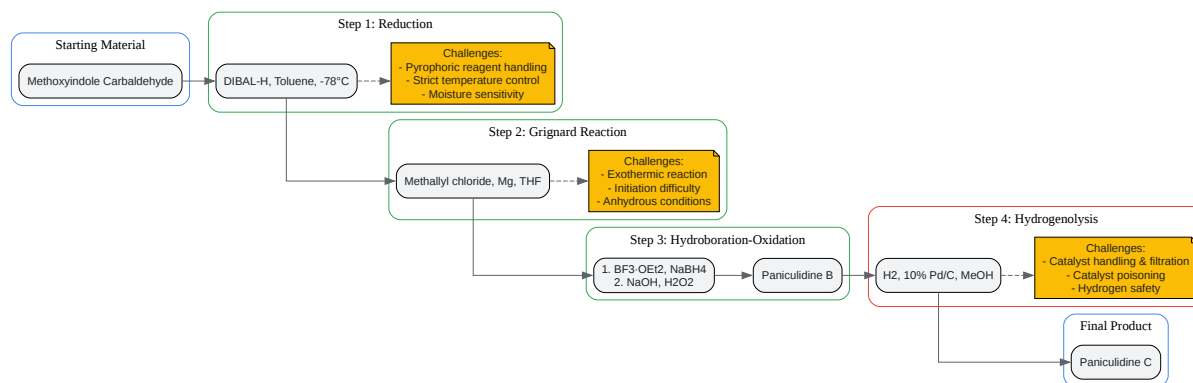 Starting Material
Methoxyindole Carbaldehyde
Step 1: Reduction
DIBAL-H, Toluene, -78°C
Challenges:
- Pyrophoric reagent handling
- Strict temperature control
- Moisture sensitivity
Step 2: Grignard Reaction
Methallyl chloride, Mg, THF
Challenges:
- Exothermic reaction
- Initiation difficulty
- Anhydrous conditions
Step 3: Hydroboration-Oxidation
1. BF3·OEt2, NaBH4
2. NaOH, H2O2
Paniculidine B
Step 4: Hydrogenolysis
H2, 10% Pd/C, MeOH
Challenges:
- Catalyst handling & filtration
- Catalyst poisoning
- Hydrogen safety
Final Product
Paniculidine C